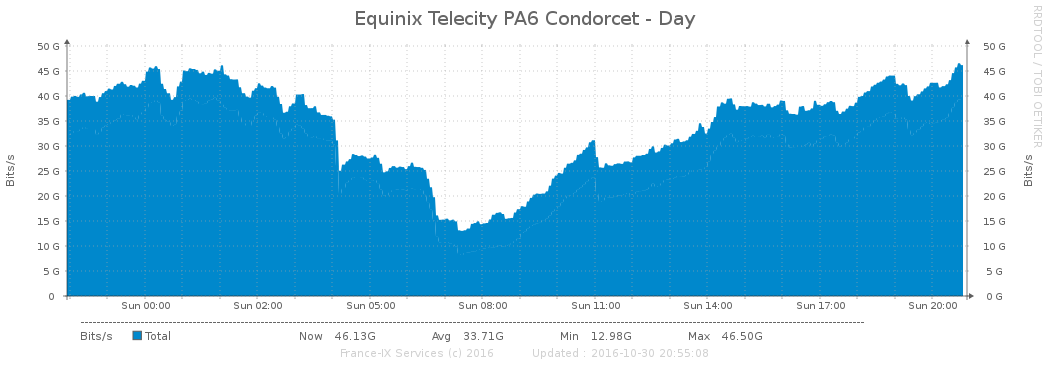 Equinix Telecity PA6 Condorcet - Day
RRDTOOL / TOBI OETIKER
50 G 50 G
45 G 45 G
40 G 40 G
35 G 35 G
30 G 30 G
25 G 25 G
20 G 20 G
15 G 15 G
10 G 10 G
5 G 5 G
0 0 G
Bits/s
Bits/s
Sun 00:00 Sun 02:00 Sun 05:00 Sun 08:00 Sun 11:00 Sun 14:00 Sun 17:00 Sun 20:00
Bits/s Total Now 46.13G Avg 33.71G Min 12.98G Max 46.50G
France-IX Services (c) 2016 Updated : 2016-10-30 20:55:08